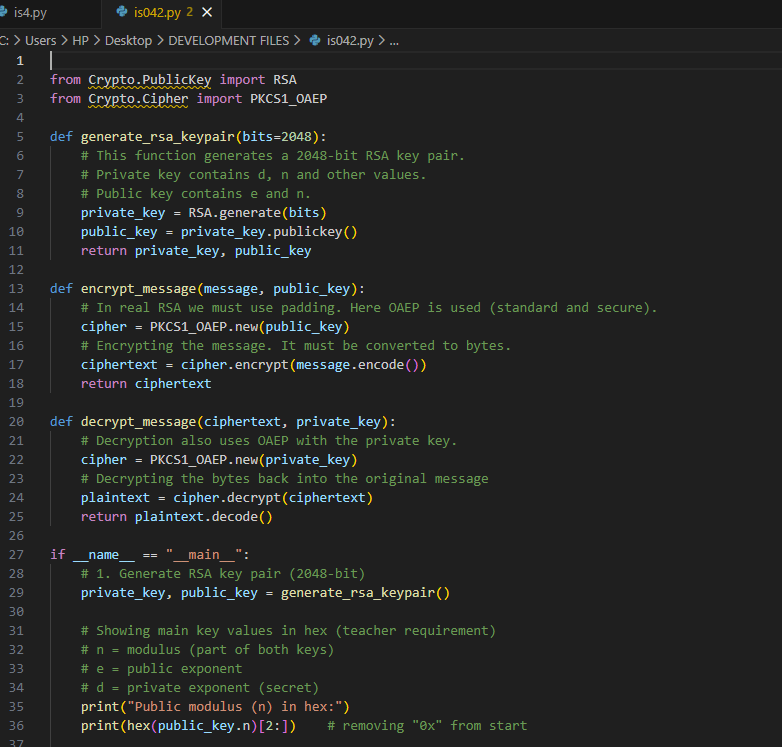 is4.py is042.py 2 ×
C: > Users > HP > Desktop > DEVELOPMENT FILES > is042.py > ...
1
2 from Crypto.PublicKey import RSA
3 from Crypto.Cipher import PKCS1_OAEP
4
5 def generate_rsa_keypair(bits=2048):
6     # This function generates a 2048-bit RSA key pair.
7     # Private key contains d, n and other values.
8     # Public key contains e and n.
9     private_key = RSA.generate(bits)
10     public_key = private_key.publickey()
11     return private_key, public_key
12
13 def encrypt_message(message, public_key):
14     # In real RSA we must use padding. Here OAEP is used (standard and secure).
15     cipher = PKCS1_OAEP.new(public_key)
16     # Encrypting the message. It must be converted to bytes.
17     ciphertext = cipher.encrypt(message.encode())
18     return ciphertext
19
20 def decrypt_message(ciphertext, private_key):
21     # Decryption also uses OAEP with the private key.
22     cipher = PKCS1_OAEP.new(private_key)
23     # Decrypting the bytes back into the original message
24     plaintext = cipher.decrypt(ciphertext)
25     return plaintext.decode()
26
27 if __name__ == "__main__":
28     # 1. Generate RSA key pair (2048-bit)
29     private_key, public_key = generate_rsa_keypair()
30
31     # Showing main key values in hex (teacher requirement)
32     # n = modulus (part of both keys)
33     # e = public exponent
34     # d = private exponent (secret)
35     print("Public modulus (n) in hex:")
36     print(hex(public_key.n)[2:])    # removing "0x" from start
37